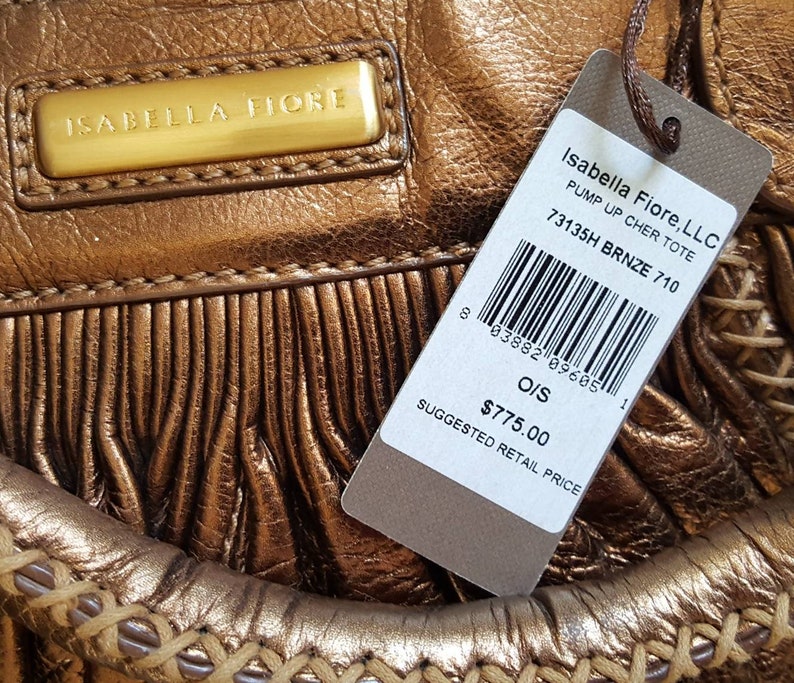 ISABELLA FIORE
Isabella Fiore,LLC
PUMP UP CHER TOTE
73135H BRNZE 710
8 03882 09605 1
O/S
$775.00
SUGGESTED RETAIL PRICE